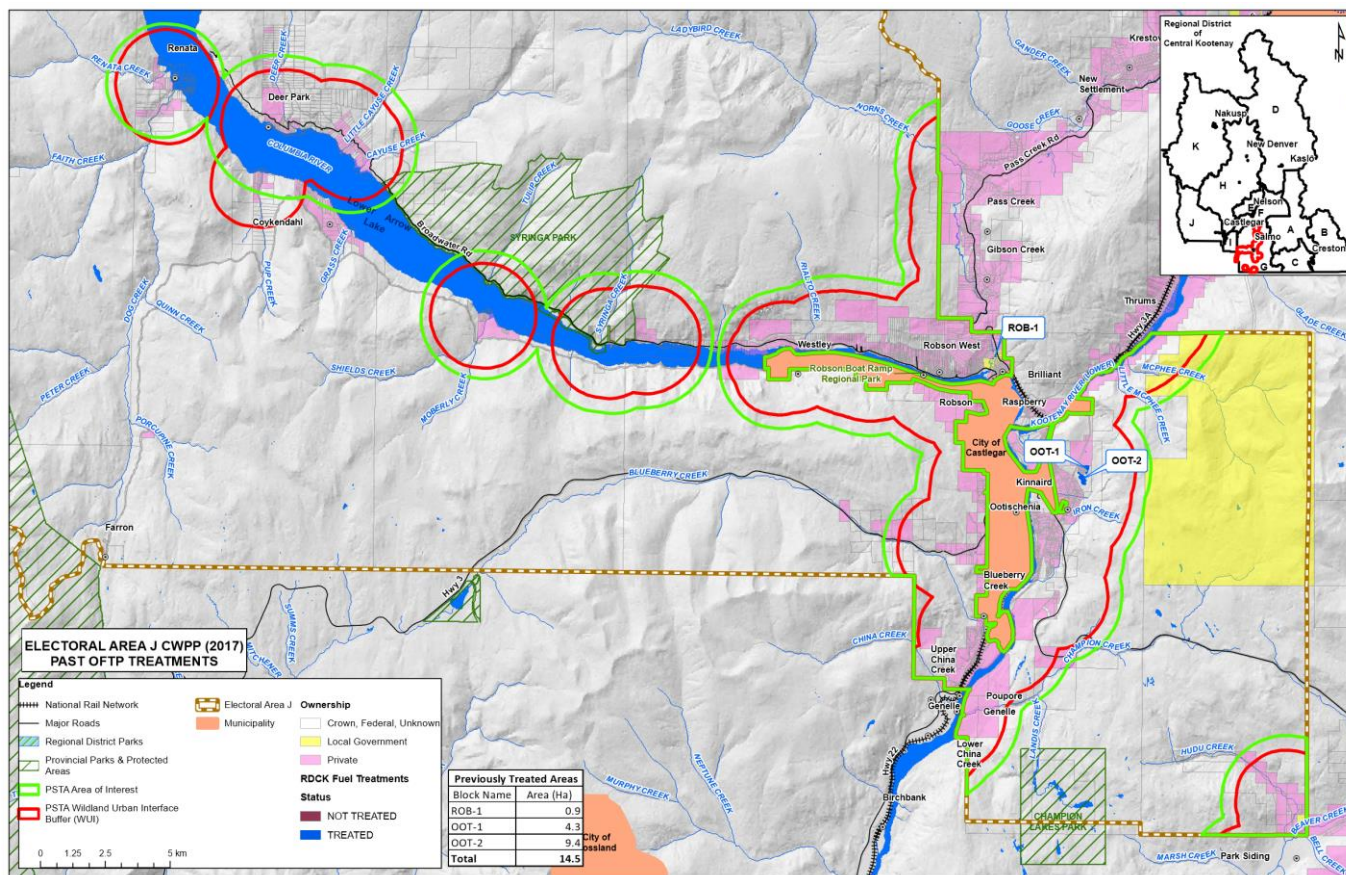 Renata
RENATA CREEK
DEER CREEK
Deer Park
LITTLE CAYUSE CREEK
CAYUSE CREEK
COLUMBIA RIVER
FAITH CREEK
Coykendahl
PUP CREEK
GRASS CREEK
Lower Arrow
Lake
Broadwater Rd
TULIP CREEK
SYRINGA PARK
SYRINGA CREEK
DOG CREEK
QUINN CREEK
PETER CREEK
SHIELDS CREEK
MOBERLY CREEK
PORCUPINE CREEK
LADYBIRD CREEK
NORNS CREEK
GANDER CREEK
Krestov
New
Settlement
GOOSE CREEK
Pass Creek Rd
Pass Creek
Gibson Creek
RIALTO CREEK
ROB-1
Westley
Robson West
Robson Boat Ramp
Regional Park
Robson
Raspberry
Brilliant
Thrums
Hwy 3A
KOOTENAY RIVER (LOWER)
GLADE CREEK
MCPHEE CREEK
LITTLE MCPHEE CREEK
City of
Castlegar
OOT-1
OOT-2
Kinnaird
Ootischenia
IRON CREEK
BLUEBERRY CREEK
Blueberry
Creek
Farron
Hwy 3
SUMMS CREEK
CHINA CREEK
Upper
China
Creek
CHAMPION CREEK
Poupore
Genelle
Genelle
LANDIS CREEK
Lower
China
Creek
Hwy 22
Birchbank
NEPTUNE CREEK
MURPHY CREEK
City of
ossland
CHAMPION
LAKES PARK
HUDU CREEK
BEAVER CREEK
BELL CREEK
MARSH CREEK
Park Siding
Regional District
of
Central Kootenay
N
Nakusp
D
K
New Denver
Kaslo
H
Nelson
E
F
Castlegar
J
I
Salmo
A
B
Creston
G
C
ELECTORAL AREA J CWPP (2017)
PAST OFTP TREATMENTS
Legend
National Rail Network
Major Roads
Regional District Parks
Provincial Parks & Protected
Areas
PSTA Area of Interest
PSTA Wildland Urban Interface
Buffer (WUI)
Electoral Area J
Municipality
Ownership
Crown, Federal, Unknown
Local Government
Private
RDCK Fuel Treatments
Status
NOT TREATED
TREATED
0 1.25 2.5 5 km
Previously Treated Areas
Block Name Area (Ha)
ROB-1 0.9
OOT-1 4.3
OOT-2 9.4
Total 14.5